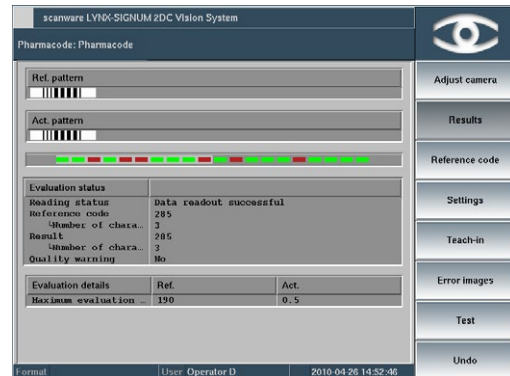 scanware LYNX-SIGNUM 2DC Vision System
Pharmacode: Pharmacode
Ref. pattern
Act. pattern
Evaluation status
Reading status Data readout successful
Reference code 285
Number of chara... 3
Result 285
Number of chara... 3
Quality warning No
Evaluation details Ref. Act.
Maximum evaluation ... 190 0.5
Format User Operator D 2010-04-26 14:52:46
Adjust camera
Results
Reference code
Settings
Teach-in
Error images
Test
Undo